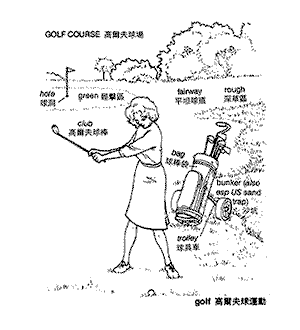 GOLF COURSE 高爾夫球場
hole
球洞
green 輕擊區
fairway
平坦球道
rough
深草區
club
高爾夫球棒
bag
球棒袋
bunker (also
esp US sand
trap)
沙坑
trolley
球具車
golf 高爾夫球運動